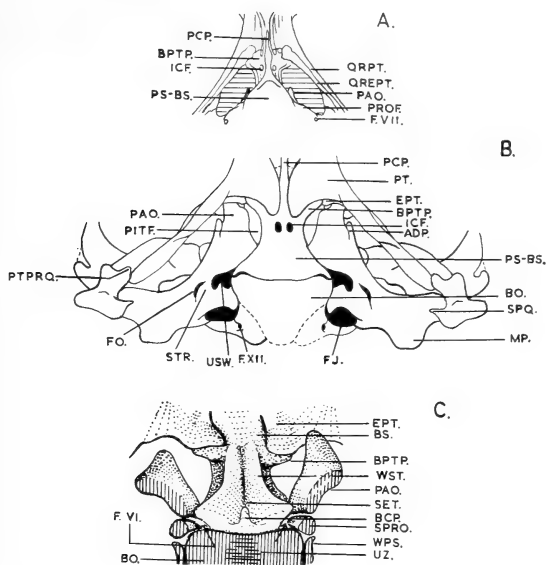 A.
PCP.
BPTP.
ICF.
PS-BS.
QRPT.
QREPT.
PAO.
PROF.
F.VII.
B.
PCP.
PT.
EPT.
BPTP.
ICF.
ADP.
PAO.
PITF.
PS-BS.
PTPRQ.
BO.
SPQ.
MP.
FO.
STR.
USW.
F.XII.
FJ.
C.
EPT.
BS.
BPTP.
WST.
PAO.
SET.
BCP.
SPRO.
WPS.
UZ.
F. VI.
BO.